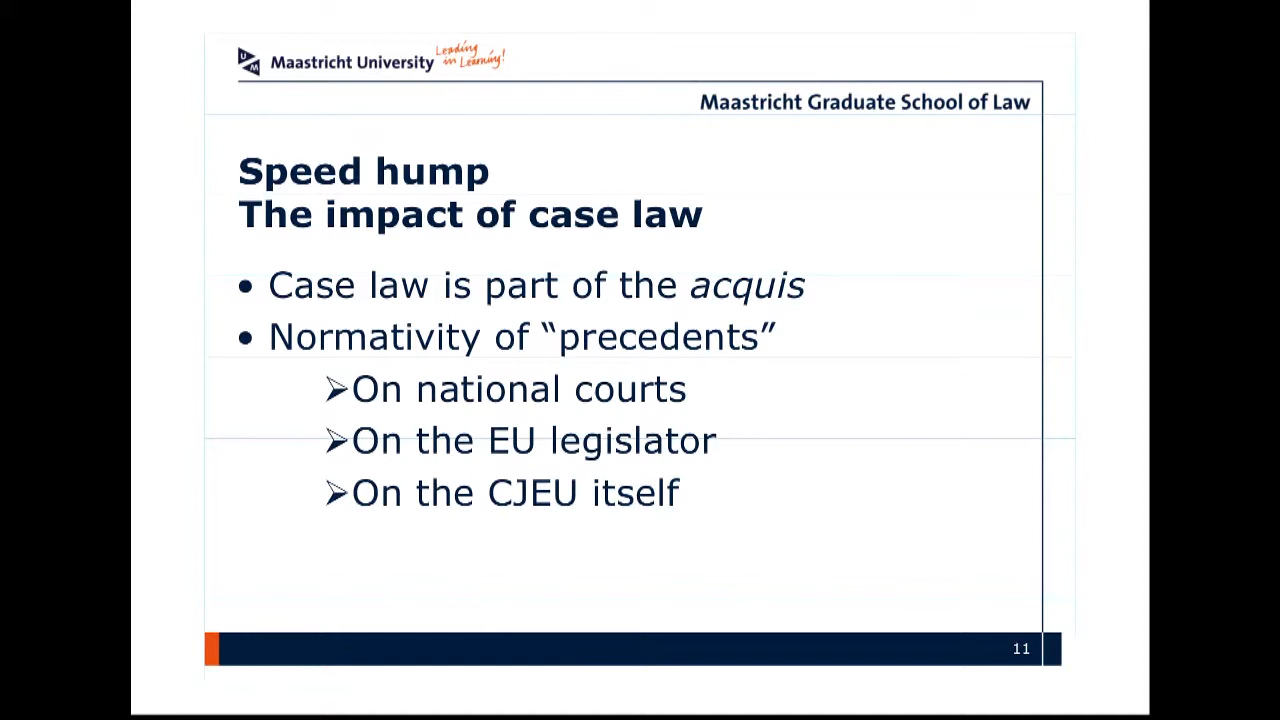 Maastricht University
Leading
in Learning!
Maastricht Graduate School of Law
Speed hump
The impact of case law
• Case law is part of the acquis
• Normativity of “precedents”
➢On national courts
➢On the EU legislator
➢On the CJEU itself
11